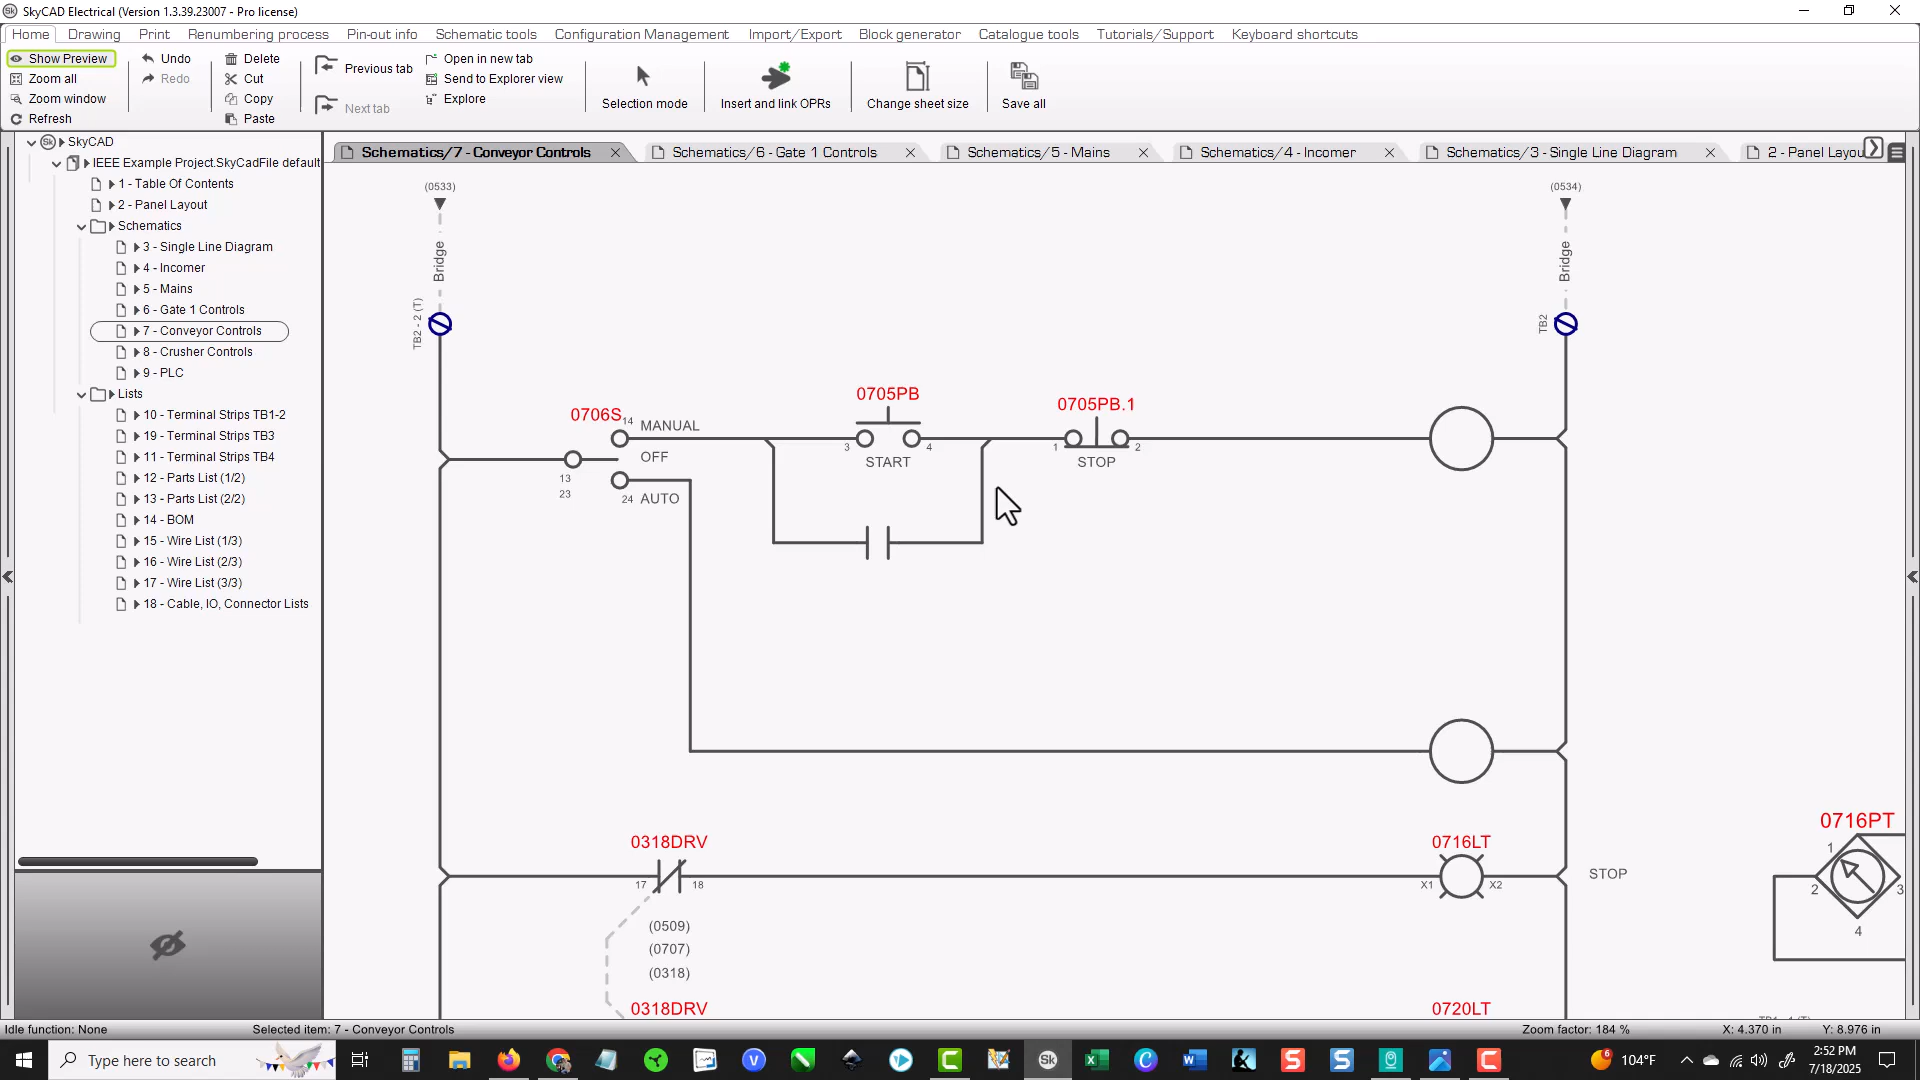 SkyCAD Electrical (Version 1.3.39.23007 - Pro license)
Home Drawing Print Renumbering process Pin-out info Schematic tools Configuration Management Import/Export Block generator Catalogue tools Tutorials/Support Keyboard shortcuts
Show Preview
Zoom all
Zoom window
Refresh
Undo
Redo
Delete
Cut
Copy
Paste
Previous tab
Next tab
Open in new tab
Send to Explorer view
Explore
Selection mode
Insert and link OPRs
Change sheet size
Save all
SkyCAD
IEEE Example Project.SkyCadFile default
1 - Table Of Contents
2 - Panel Layout
Schematics
3 - Single Line Diagram
4 - Incomer
5 - Mains
6 - Gate 1 Controls
7 - Conveyor Controls
8 - Crusher Controls
9 - PLC
Lists
10 - Terminal Strips TB1-2
19 - Terminal Strips TB3
11 - Terminal Strips TB4
12 - Parts List (1/2)
13 - Parts List (2/2)
14 - BOM
15 - Wire List (1/3)
16 - Wire List (2/3)
17 - Wire List (3/3)
18 - Cable, IO, Connector Lists
Schematics/7 - Conveyor Controls
Schematics/6 - Gate 1 Controls
Schematics/5 - Mains
Schematics/4 - Incomer
Schematics/3 - Single Line Diagram
2 - Panel Layou
(0533)
(0534)
Bridge
Bridge
TB2 - 2 (T)
TB2
0706S
14
MANUAL
OFF
13
23
24
AUTO
0705PB
3
4
START
0705PB.1
1
2
STOP
0318DRV
17
18
(0509)
(0707)
(0318)
0318DRV
0716LT
X1
X2
STOP
0720LT
0716PT
1
2
3
4
Idle function: None
Selected item: 7 - Conveyor Controls
Zoom factor: 184 %
X: 4.370 in
Y: 8.976 in
Type here to search
6
104°F
2:52 PM
7/18/2025